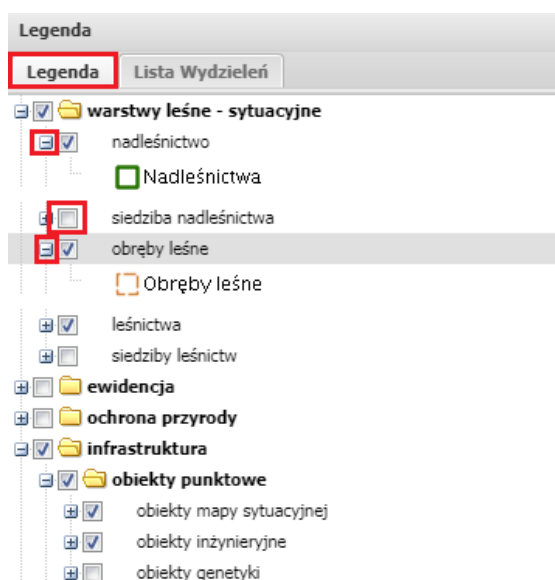 Legenda
Legenda Lista Wydzieleń
warstwy leśne - sytuacyjne
nadleśnictwo
Nadleśnictwa
siedziba nadleśnictwa
obręby leśne
Obręby leśne
leśnictwa
siedziby leśnictw
ewidencja
ochrona przyrody
infrastruktura
obiekty punktowe
obiekty mapy sytuacyjnej
obiekty inżynieryjne
obiekty genetyki